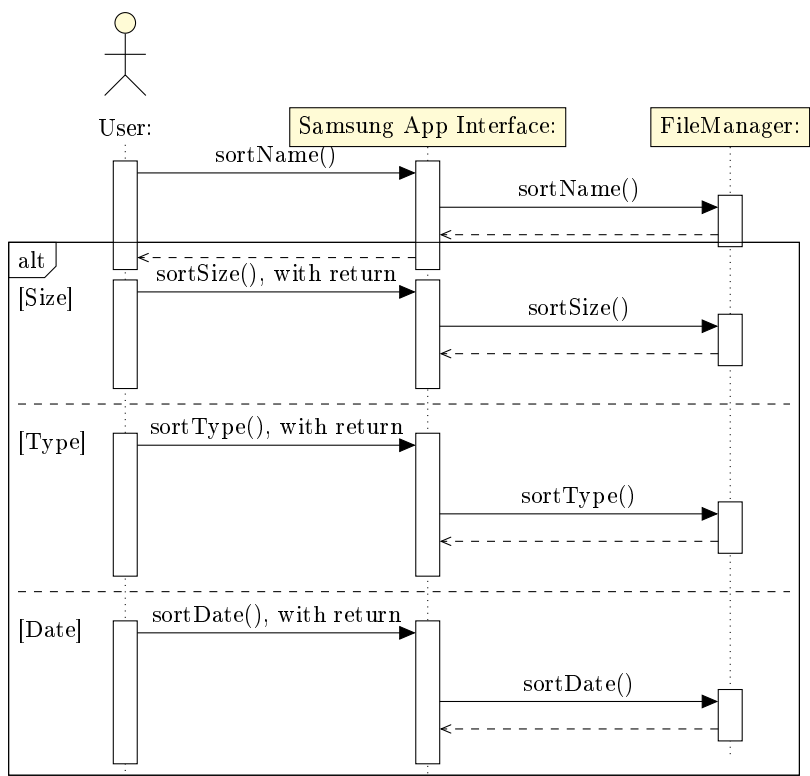 User:
Samsung App Interface:
FileManager:
sortName()
sortName()
alt
sortSize(), with return
[Size]
sortSize()
sortType(), with return
[Type]
sortType()
sortDate(), with return
[Date]
sortDate()